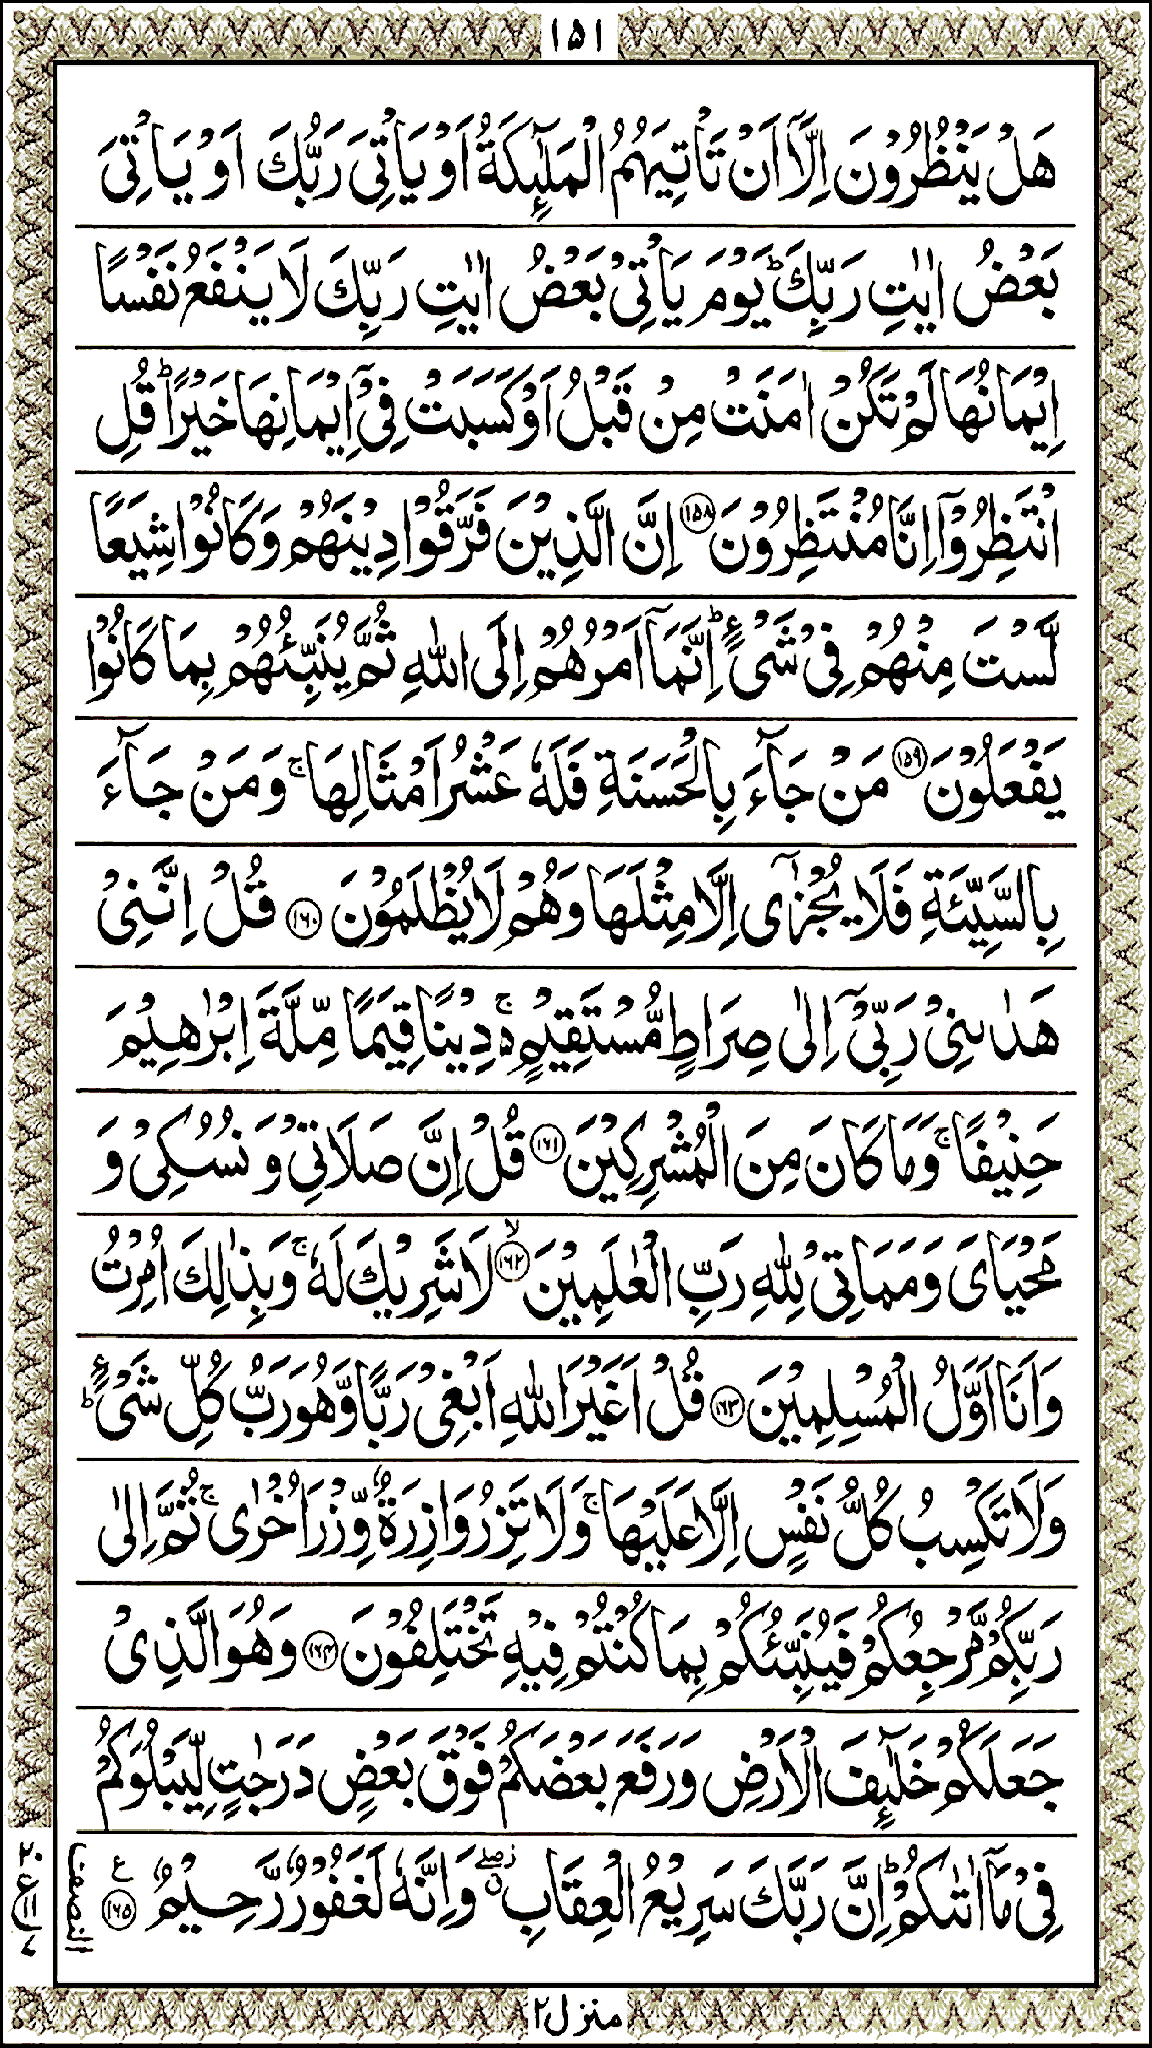 ١٥١
هَلْ يَنْظُرُوْنَ اِلَّاۤ اَنْ تَاْتِيَهُمُ الْمَلٰٓىِٕكَةُ اَوْ يَاْتِيَ رَبُّكَ اَوْ يَاْتِيَ
بَعْضُ اٰيٰتِ رَبِّكَ ؕ يَوْمَ يَاْتِيْ بَعْضُ اٰيٰتِ رَبِّكَ لَا يَنْفَعُ نَفْسًا
اِيْمَانُهَا لَمْ تَكُنْ اٰمَنَتْ مِنْ قَبْلُ اَوْ كَسَبَتْ فِيْۤ اِيْمَانِهَا خَيْرًا ؕ قُلِ
انْتَظِرُوْۤا اِنَّا مُنْتَظِرُوْنَ ﴿١٥٨﴾ اِنَّ الَّذِيْنَ فَرَّقُوْا دِيْنَهُمْ وَ كَانُوْا شِيَعًا
لَّسْتَ مِنْهُمْ فِيْ شَيْءٍ ؕ اِنَّمَاۤ اَمْرُهُمْ اِلَى اللّٰهِ ثُمَّ يُنَبِّئُهُمْ بِمَا كَانُوْا
يَفْعَلُوْنَ ﴿١٥٩﴾ مَنْ جَآءَ بِالْحَسَنَةِ فَلَهٗ عَشْرُ اَمْثَالِهَا ۚ وَ مَنْ جَآءَ
بِالسَّيِّئَةِ فَلَا يُجْزٰۤى اِلَّا مِثْلَهَا وَ هُمْ لَا يُظْلَمُوْنَ ﴿١٦٠﴾ قُلْ اِنَّنِيْ
هَدٰىنِيْ رَبِّيْۤ اِلٰى صِرَاطٍ مُّسْتَقِيْمٍ ۚ۬ دِيْنًا قِيَمًا مِّلَّةَ اِبْرٰهِيْمَ
حَنِيْفًا ۚ وَ مَا كَانَ مِنَ الْمُشْرِكِيْنَ ﴿١٦١﴾ قُلْ اِنَّ صَلَاتِيْ وَ نُسُكِيْ وَ
مَحْيَايَ وَ مَمَاتِيْ لِلّٰهِ رَبِّ الْعٰلَمِيْنَ ۙ﴿١٦٢﴾ لَا شَرِيْكَ لَهٗ ۚ وَ بِذٰلِكَ اُمِرْتُ
وَ اَنَا اَوَّلُ الْمُسْلِمِيْنَ ﴿١٦٣﴾ قُلْ اَغَيْرَ اللّٰهِ اَبْغِيْ رَبًّا وَّ هُوَ رَبُّ كُلِّ شَيْءٍ ؕ
وَ لَا تَكْسِبُ كُلُّ نَفْسٍ اِلَّا عَلَيْهَا ۚ وَ لَا تَزِرُ وَازِرَةٌ وِّزْرَ اُخْرٰى ۚ ثُمَّ اِلٰى
رَبِّكُمْ مَّرْجِعُكُمْ فَيُنَبِّئُكُمْ بِمَا كُنْتُمْ فِيْهِ تَخْتَلِفُوْنَ ﴿١٦٤﴾ وَ هُوَ الَّذِيْ
جَعَلَكُمْ خَلٰٓىِٕفَ الْاَرْضِ وَ رَفَعَ بَعْضَكُمْ فَوْقَ بَعْضٍ دَرَجٰتٍ لِّيَبْلُوَكُمْ
فِيْ مَاۤ اٰتٰىكُمْ ؕ اِنَّ رَبَّكَ سَرِيْعُ الْعِقَابِ ۖ٘ وَ اِنَّهٗ لَغَفُوْرٌ رَّحِيْمٌ ﴿١٦٥﴾ ع
النصف
٢٠
ع ١١
٧
منزل ٢